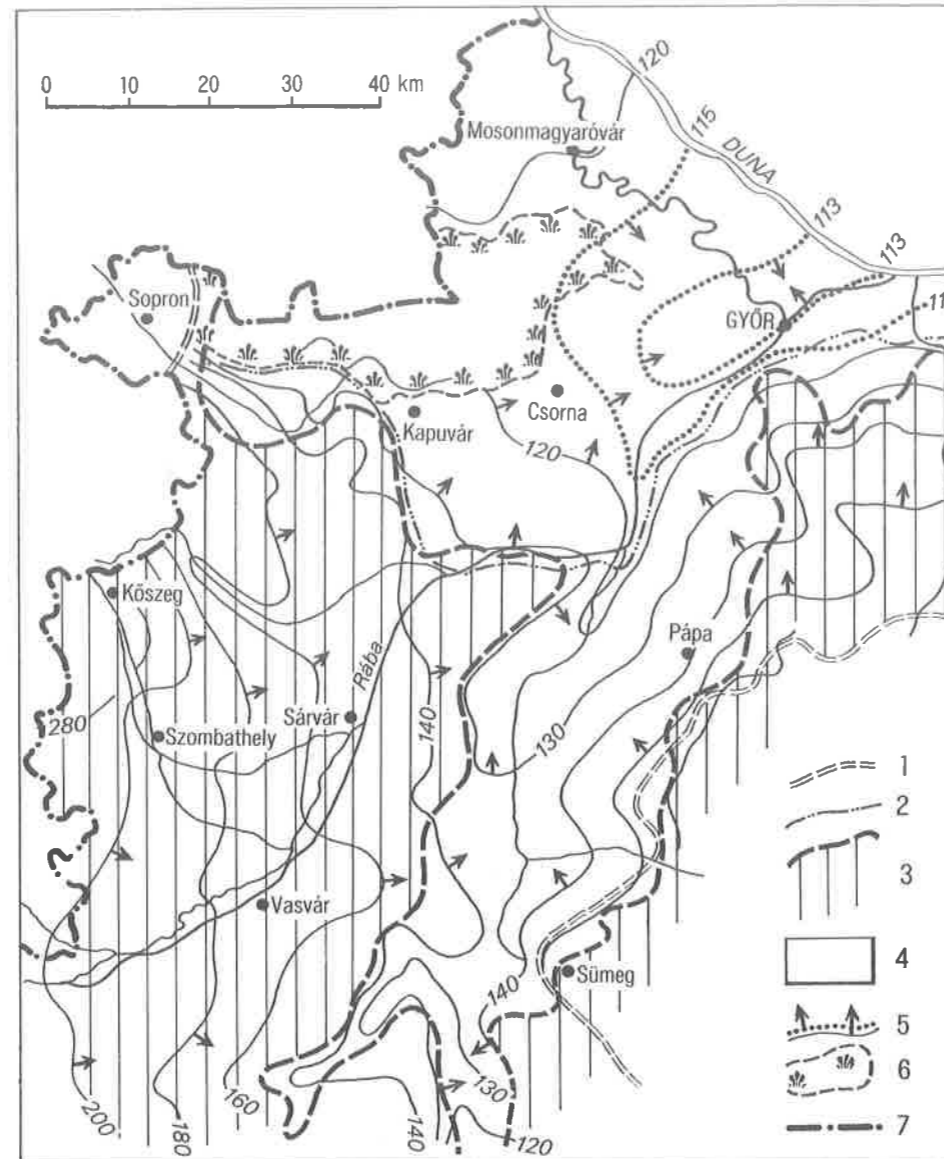 0 10 20 30 40 km
120
Mosonmagyaróvár
115
DUNA
113
113
Sopron
GYŐR
11
Csorna
Kapuvár
120
Kőszeg
Pápa
Rába
280
Sárvár
140
130
Szombathely
1
2
3
Vasvár
4
Sümeg
140
5
130
6
200
180
160
140
120
7